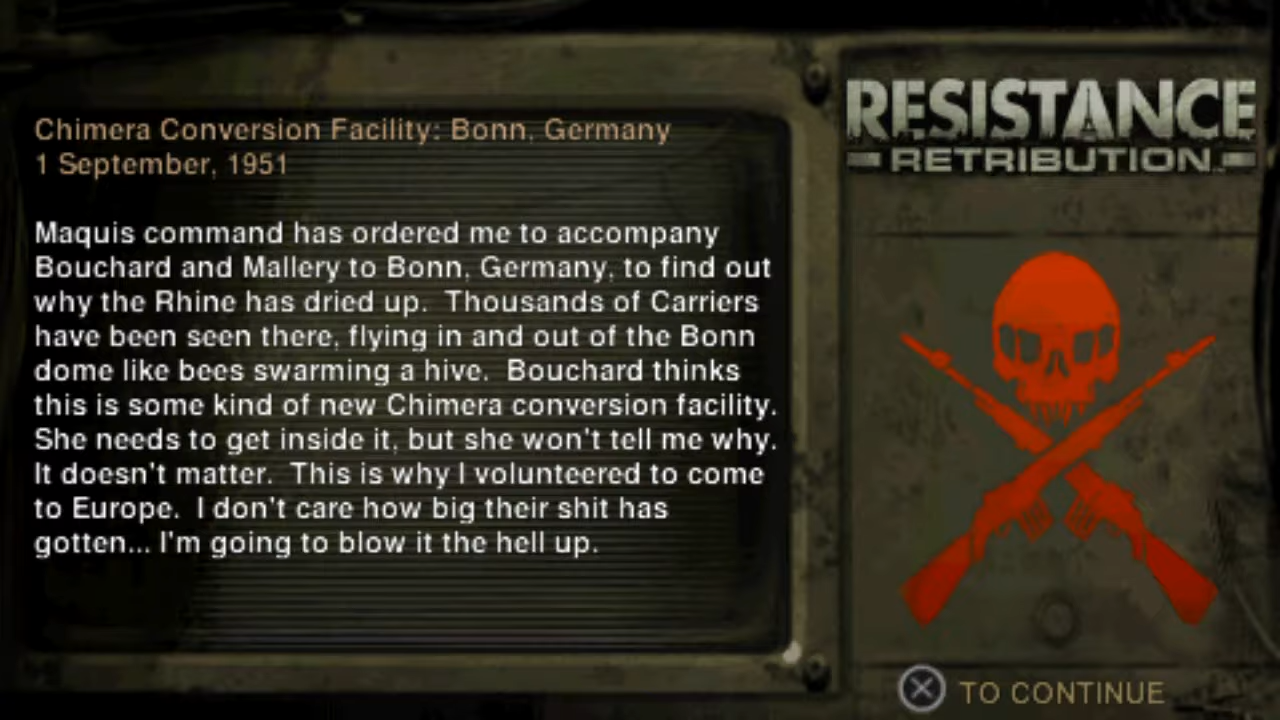 Chimera Conversion Facility: Bonn, Germany
1 September, 1951
Maquis command has ordered me to accompany
Bouchard and Mallery to Bonn, Germany, to find out
why the Rhine has dried up.  Thousands of Carriers
have been seen there, flying in and out of the Bonn
dome like bees swarming a hive.  Bouchard thinks
this is some kind of new Chimera conversion facility.
She needs to get inside it, but she won't tell me why.
It doesn't matter.  This is why I volunteered to come
to Europe.  I don't care how big their shit has
gotten... I'm going to blow it the hell up.
RESISTANCE
RETRIBUTION™
TO CONTINUE